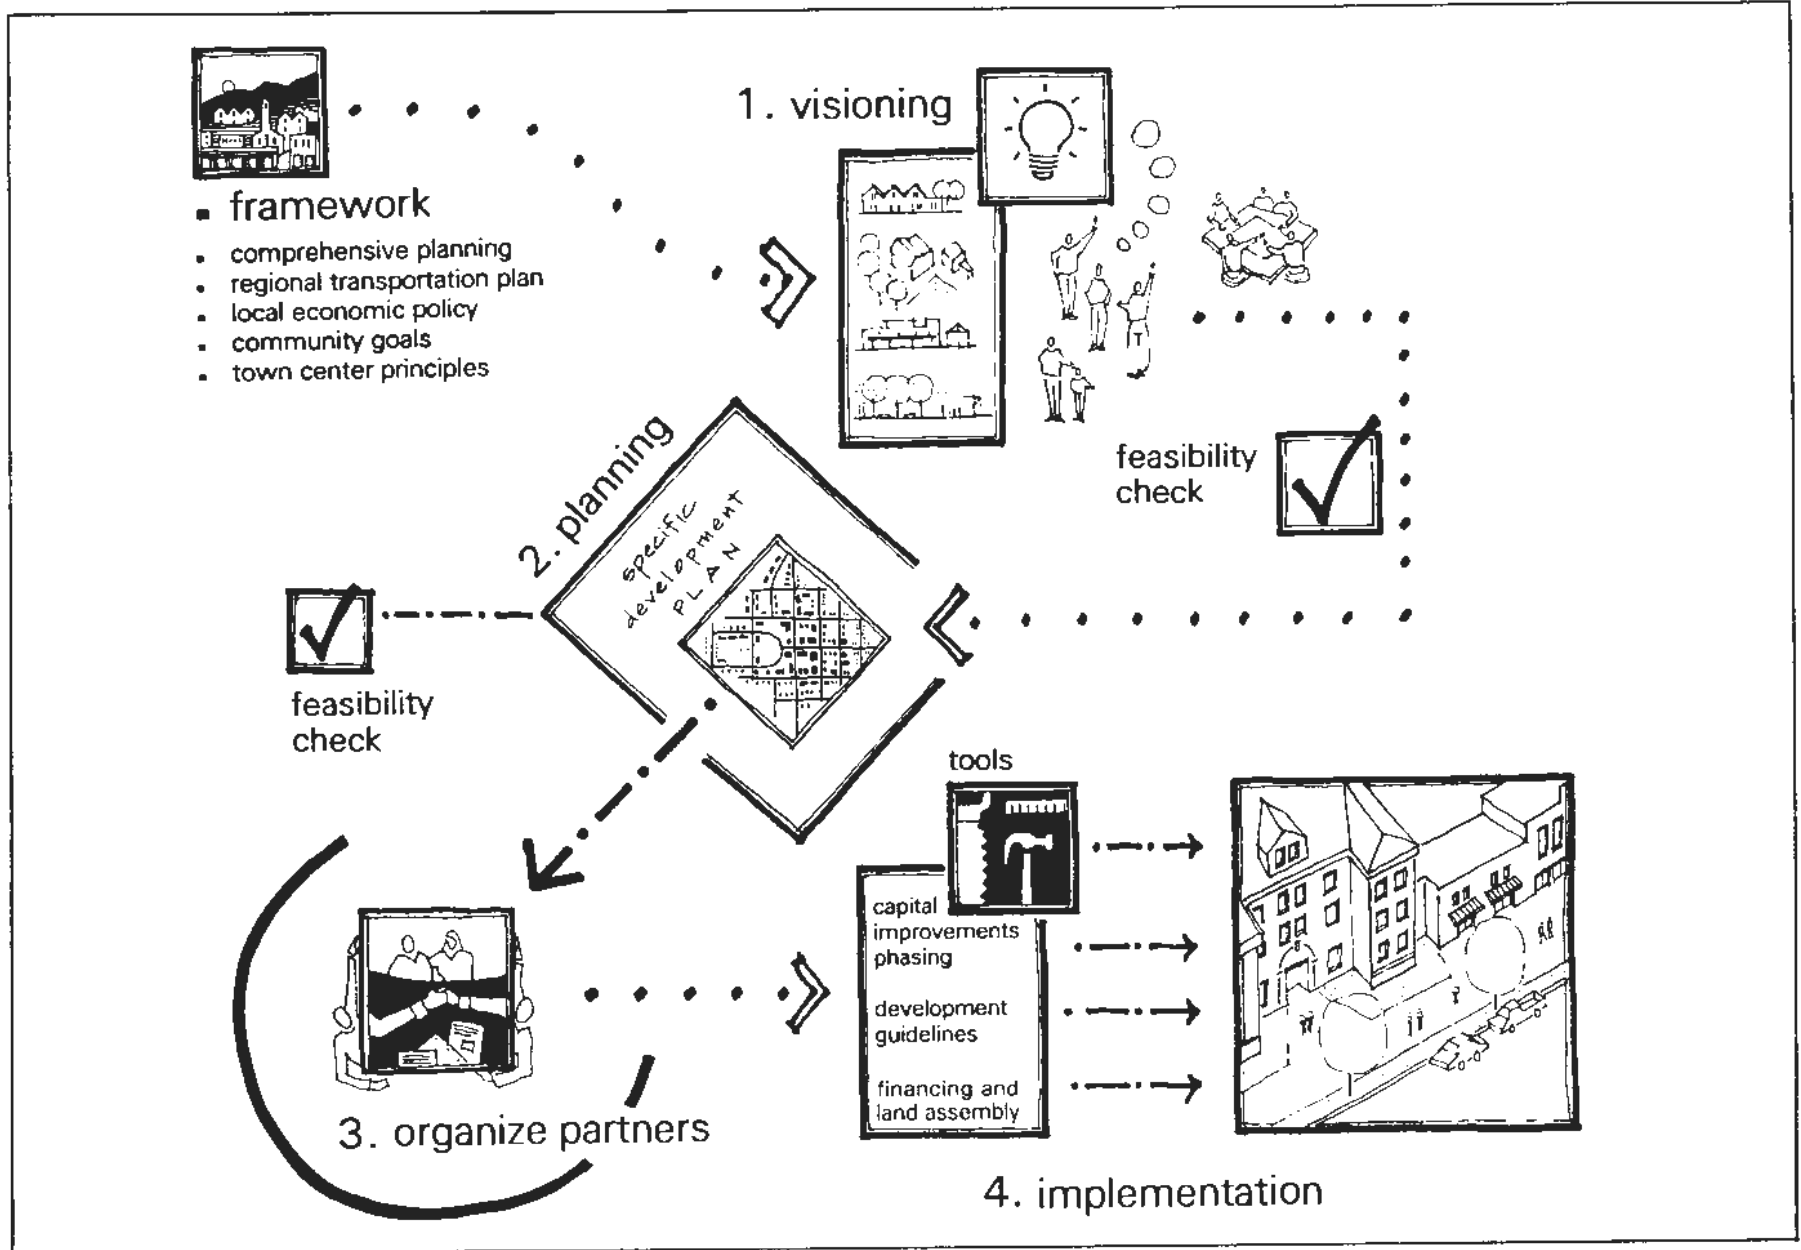 framework
comprehensive planning
regional transportation plan
local economic policy
community goals
town center principles
1. visioning
feasibility
check
2. planning
specific
development
PLAN
feasibility
check
3. organize partners
tools
capital
improvements
phasing
development
guidelines
financing and
land assembly
4. implementation